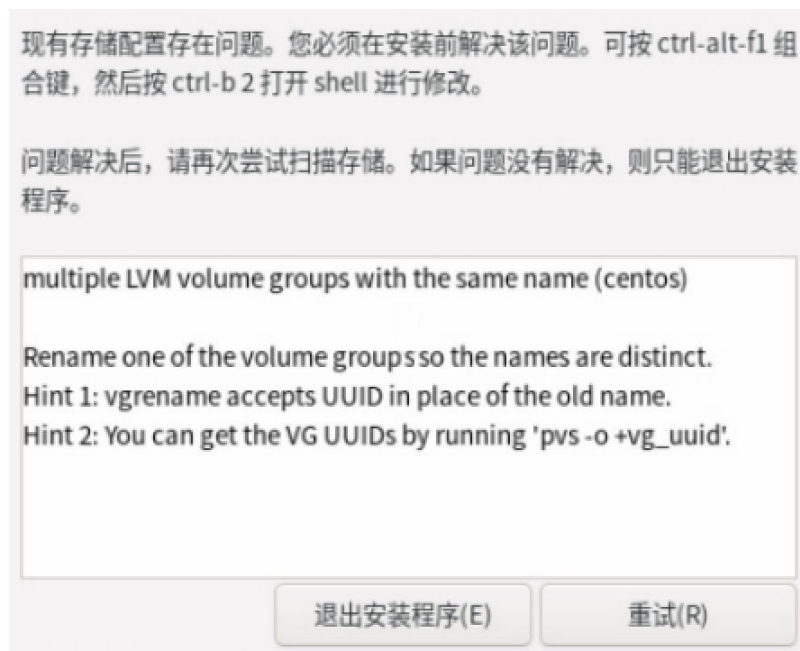 现有存储配置存在问题。您必须在安装前解决该问题。可按 ctrl-alt-f1 组
合键，然后按 ctrl-b 2 打开 shell 进行修改。
问题解决后，请再次尝试扫描存储。如果问题没有解决，则只能退出安装
程序。
multiple LVM volume groups with the same name (centos)
Rename one of the volume groups so the names are distinct.
Hint 1: vgrename accepts UUID in place of the old name.
Hint 2: You can get the VG UUIDs by running 'pvs -o +vg_uuid'.
退出安装程序(E)
重试(R)